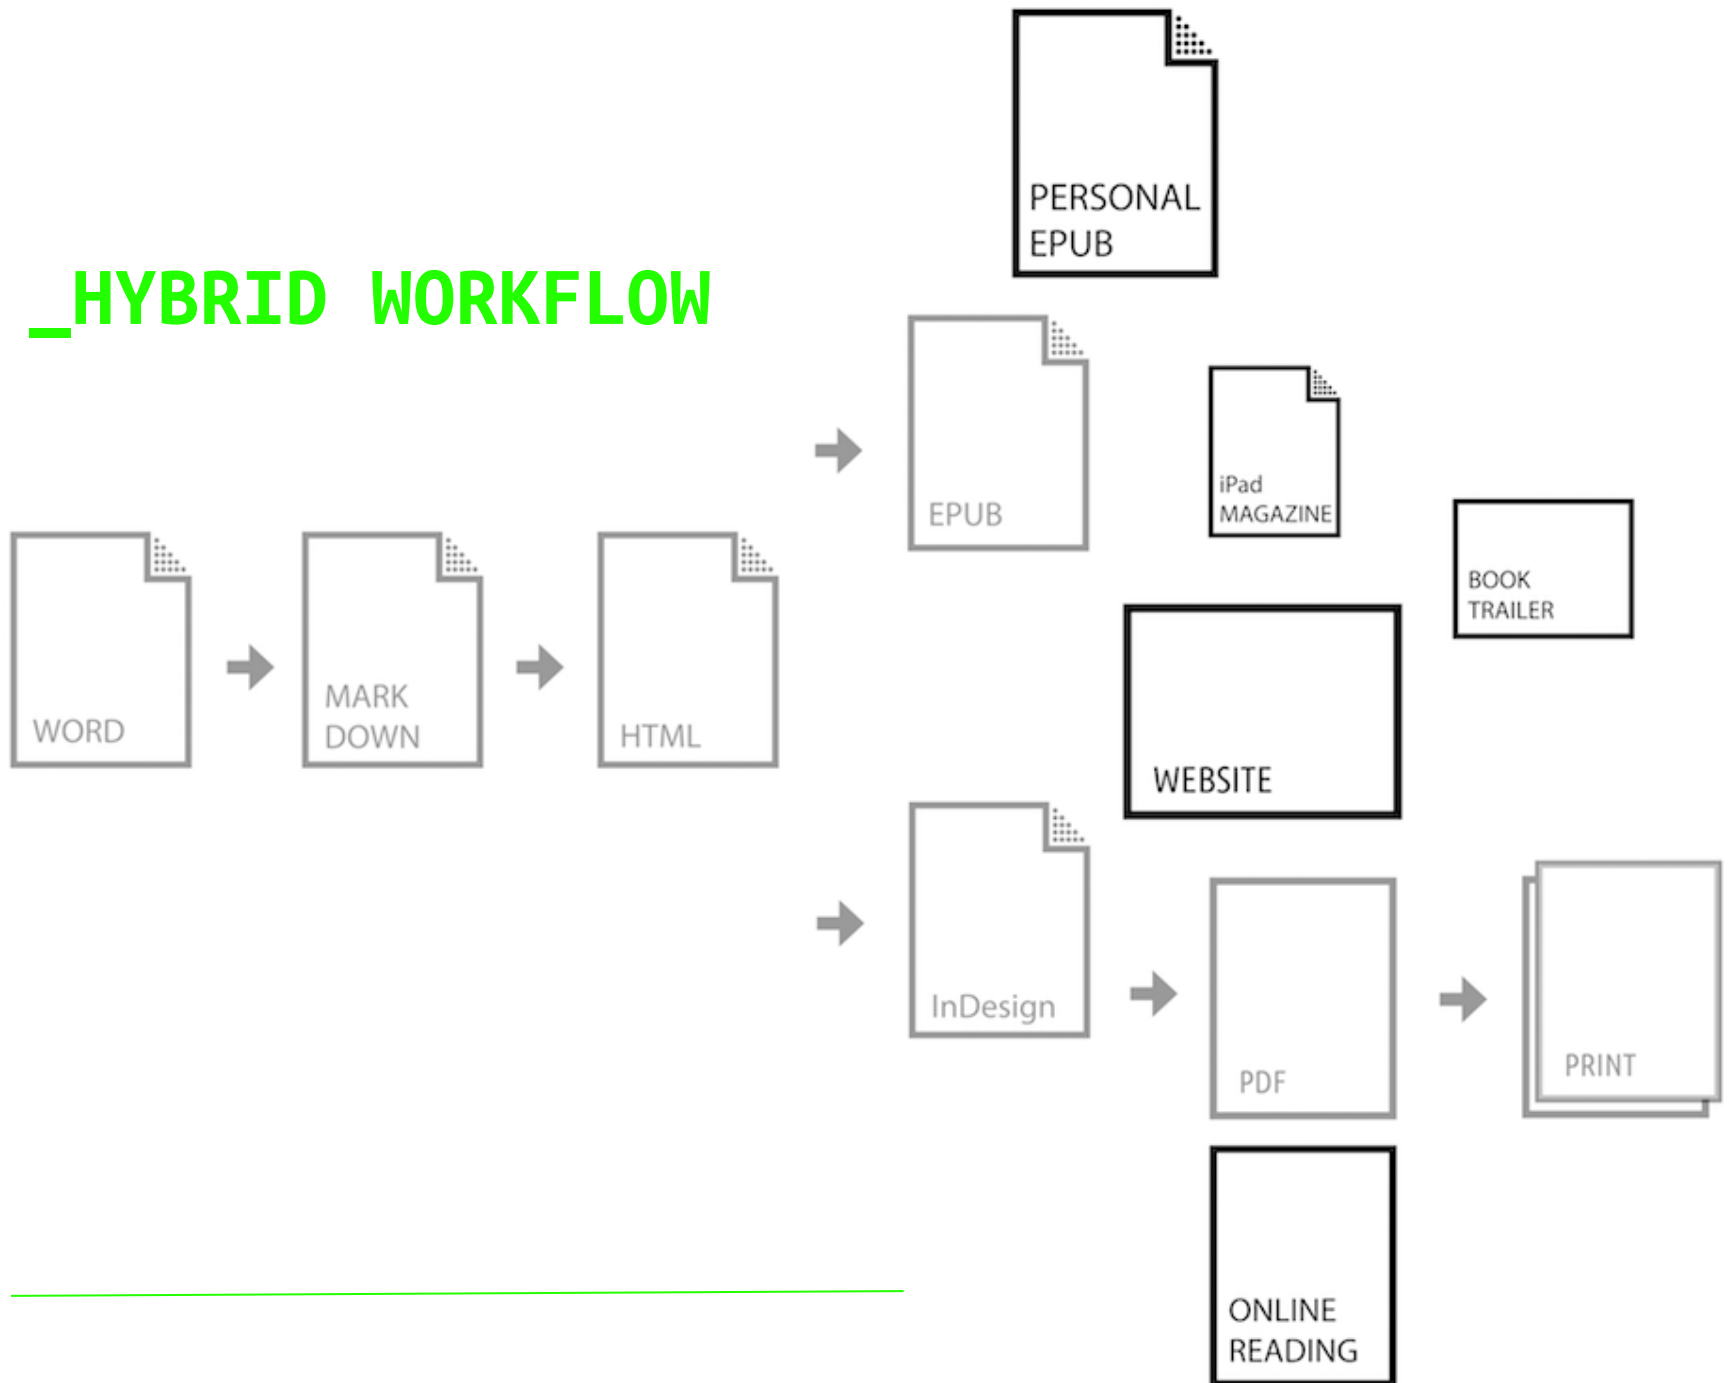 PERSONAL
EPUB
_HYBRID WORKFLOW
EPUB
iPad
MAGAZINE
BOOK
TRAILER
WORD
MARK
DOWN
HTML
WEBSITE
InDesign
PDF
PRINT
ONLINE
READING